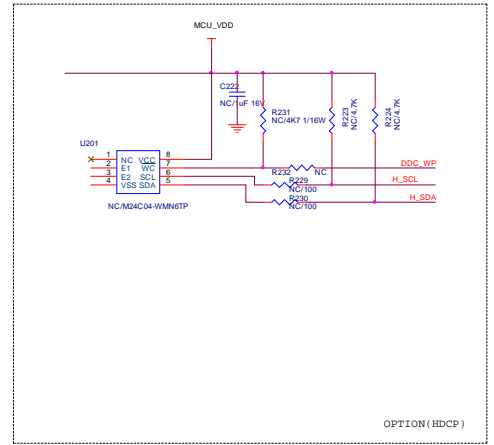 MCU_VDD
C222
NC/1uF 16V
R231
NC/4K7 1/16W
R223
NC/4.7K
R224
NC/4.7K
U201
1 NC VCC 8
2 E1 WC 7
3 E2 SCL 6
4 VSS SDA 5
NC/M24C04-WMN6TP
R232 NC
DDC_WP
R229
NC/100
H_SCL
R230
NC/100
H_SDA
OPTION(HDCP)